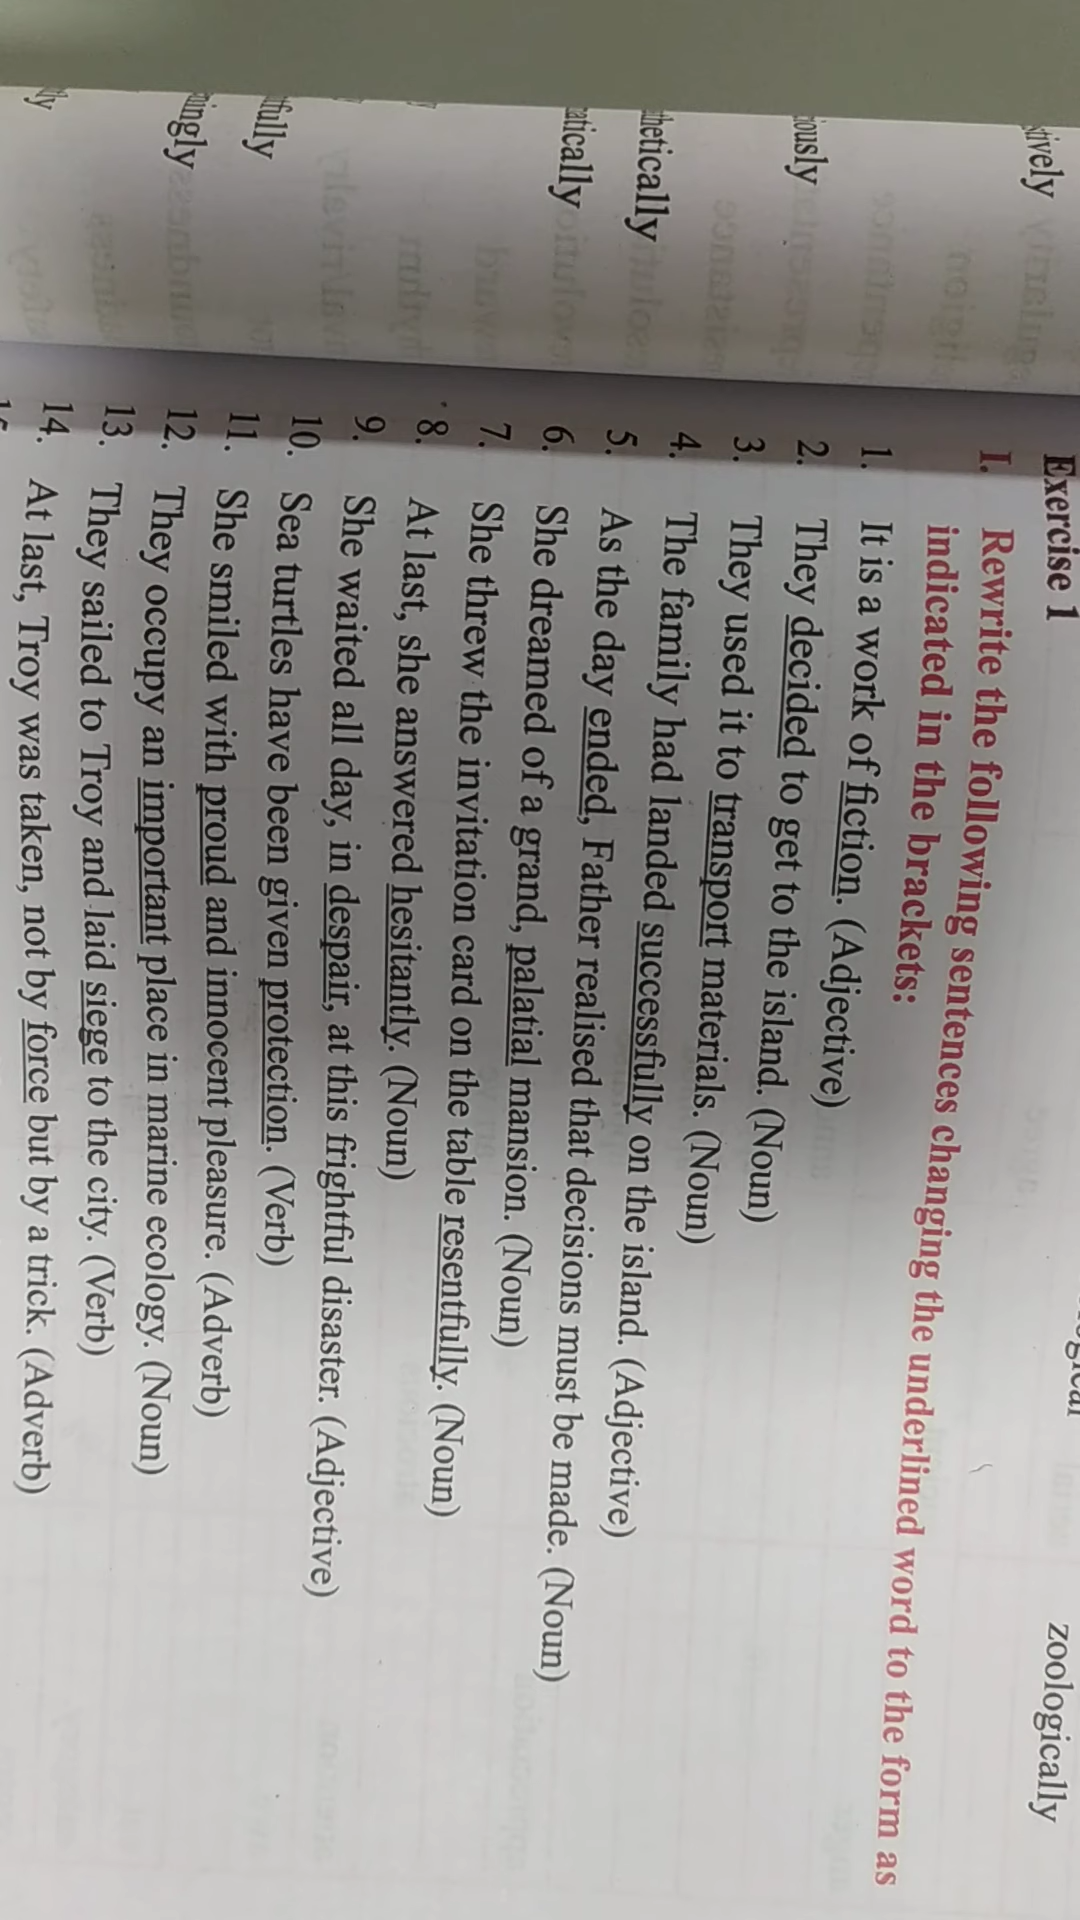 zoologically
Exercise 1
I. Rewrite the following sentences changing the underlined word to the form as
indicated in the brackets:
1. It is a work of fiction. (Adjective)
2. They decided to get to the island. (Noun)
3. They used it to transport materials. (Noun)
4. The family had landed successfully on the island. (Adjective)
5. As the day ended, Father realised that decisions must be made. (Noun)
6. She dreamed of a grand, palatial mansion. (Noun)
7. She threw the invitation card on the table resentfully. (Noun)
8. At last, she answered hesitantly. (Noun)
9. She waited all day, in despair, at this frightful disaster. (Adjective)
10. Sea turtles have been given protection. (Verb)
11. She smiled with proud and innocent pleasure. (Adverb)
12. They occupy an important place in marine ecology. (Noun)
13. They sailed to Troy and laid siege to the city. (Verb)
14. At last, Troy was taken, not by force but by a trick. (Adverb)